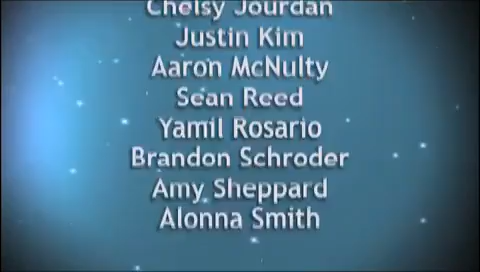 Chelsy Jourdan
Justin Kim
Aaron McNulty
Sean Reed
Yamil Rosario
Brandon Schroder
Amy Sheppard
Alonna Smith